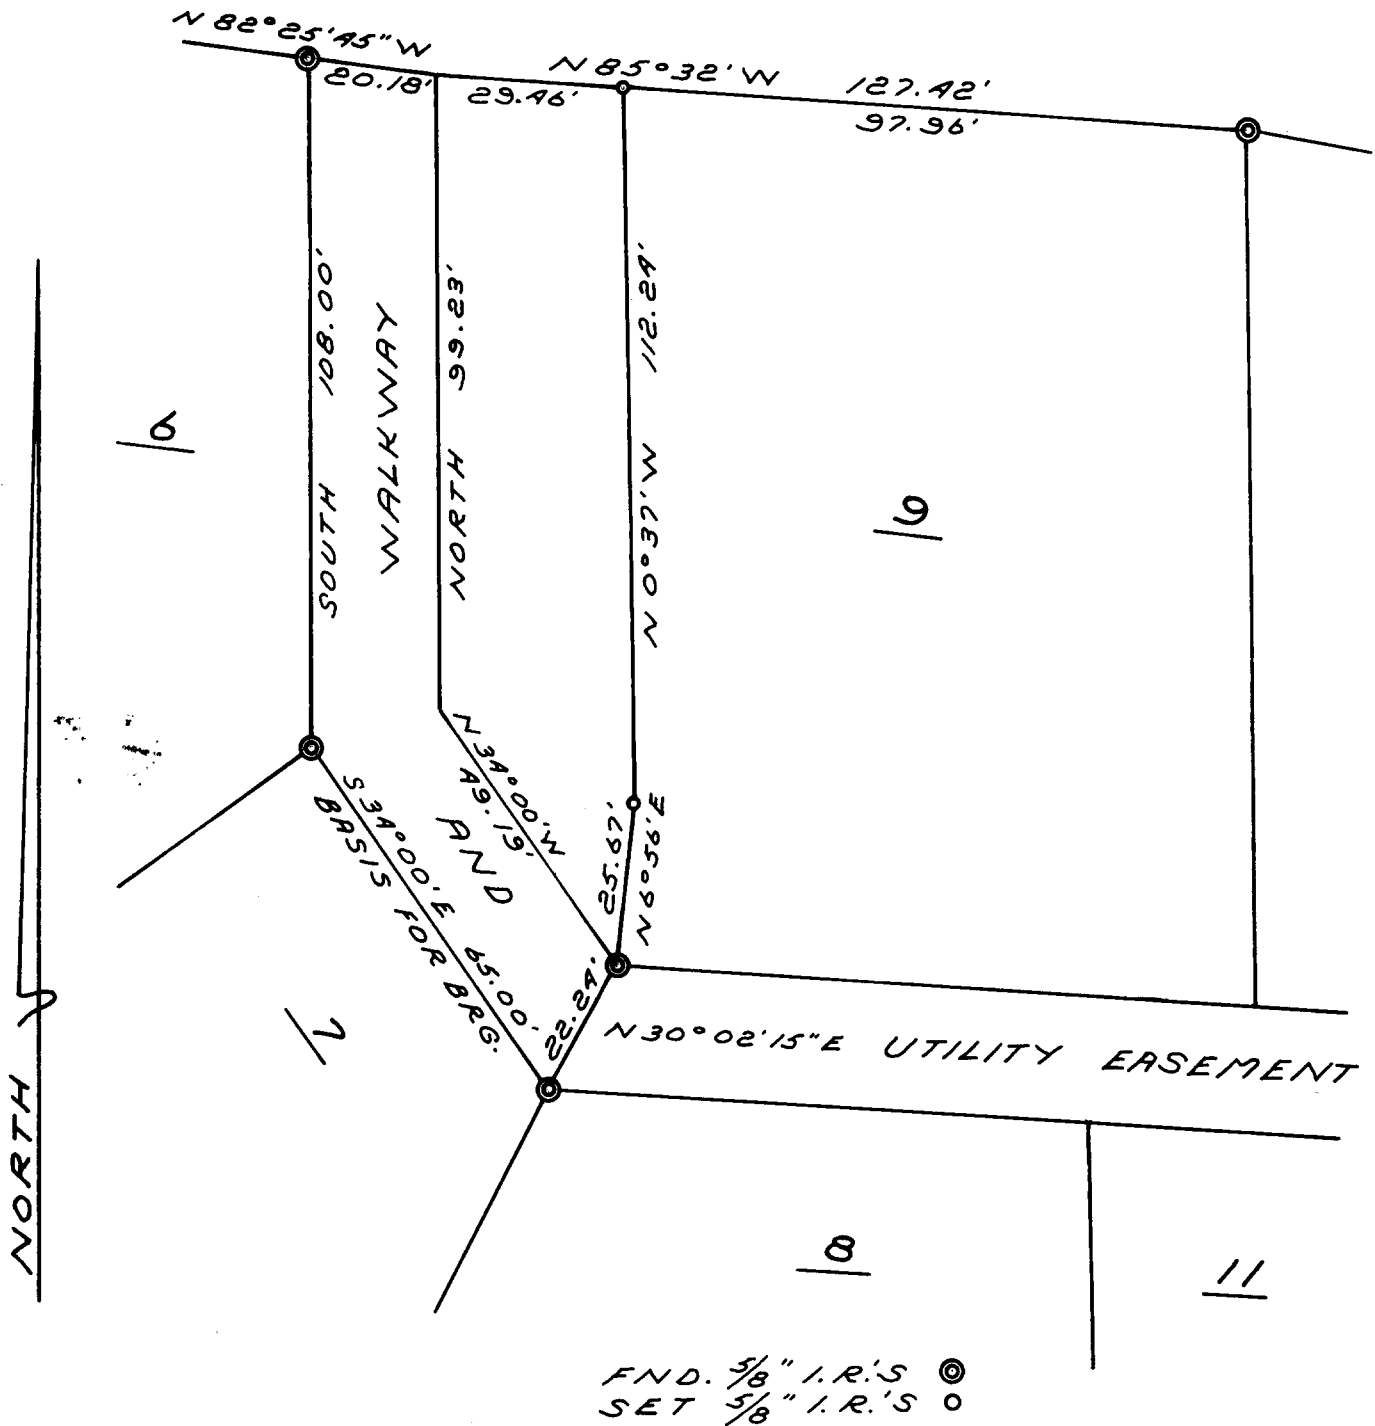 N 82°25'45" W
20.18'
N 85°32' W
127.42'
29.46'
97.96'
SOUTH 108.00'
WALKWAY
NORTH 99.23'
N 0°37' W 112.24'
6
9
N 34°00' W
49.19'
AND
S 34°00' E 65.00'
BASIS FOR BRG.
25.67'
N 6°56' E
22.24'
N 30°02'15" E UTILITY EASEMENT
7
8
11
NORTH
FND. 5/8" I.R.'S
SET 5/8" I.R.'S